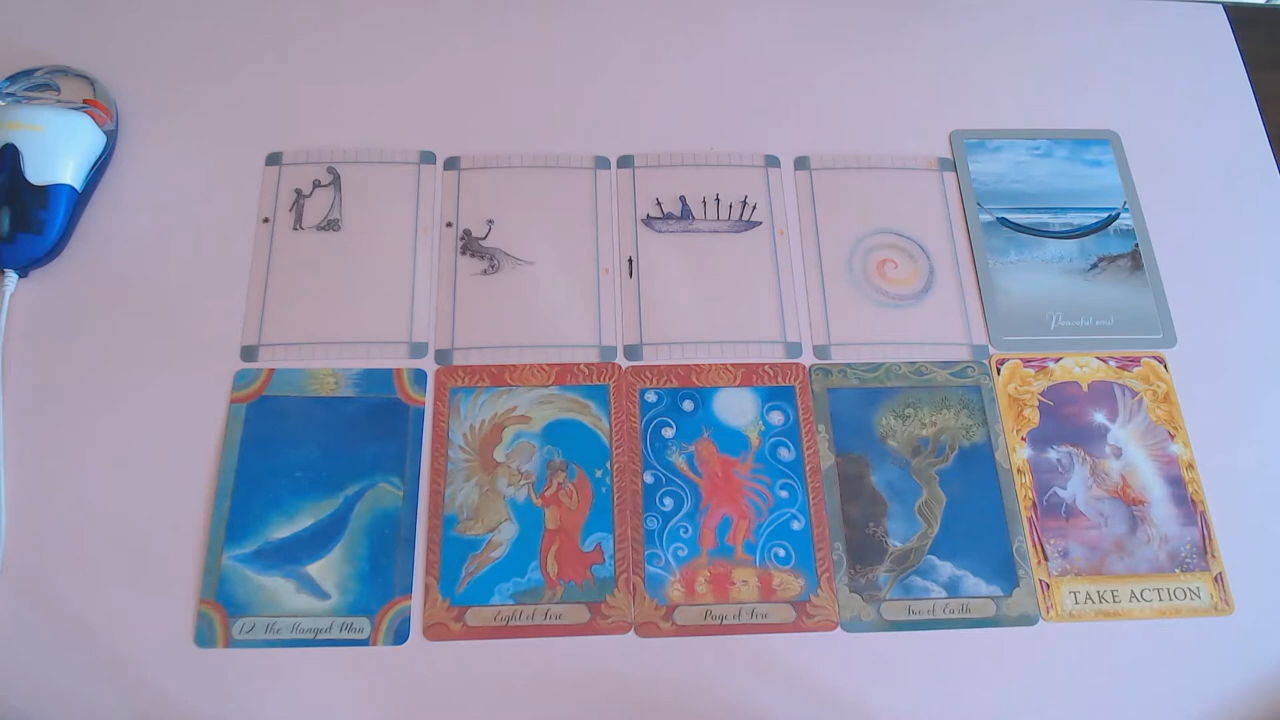 Peaceful soul
12 The Hanged Man
Eight of Fire
Page of Fire
Two of Earth
TAKE ACTION